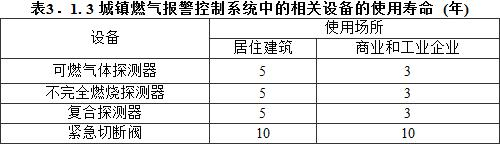 表3．1.3 城镇燃气报警控制系统中的相关设备的使用寿命 (年)
设备 使用场所
居住建筑 商业和工业企业
可燃气体探测器 5 3
不完全燃烧探测器 5 3
复合探测器 5 3
紧急切断阀 10 10